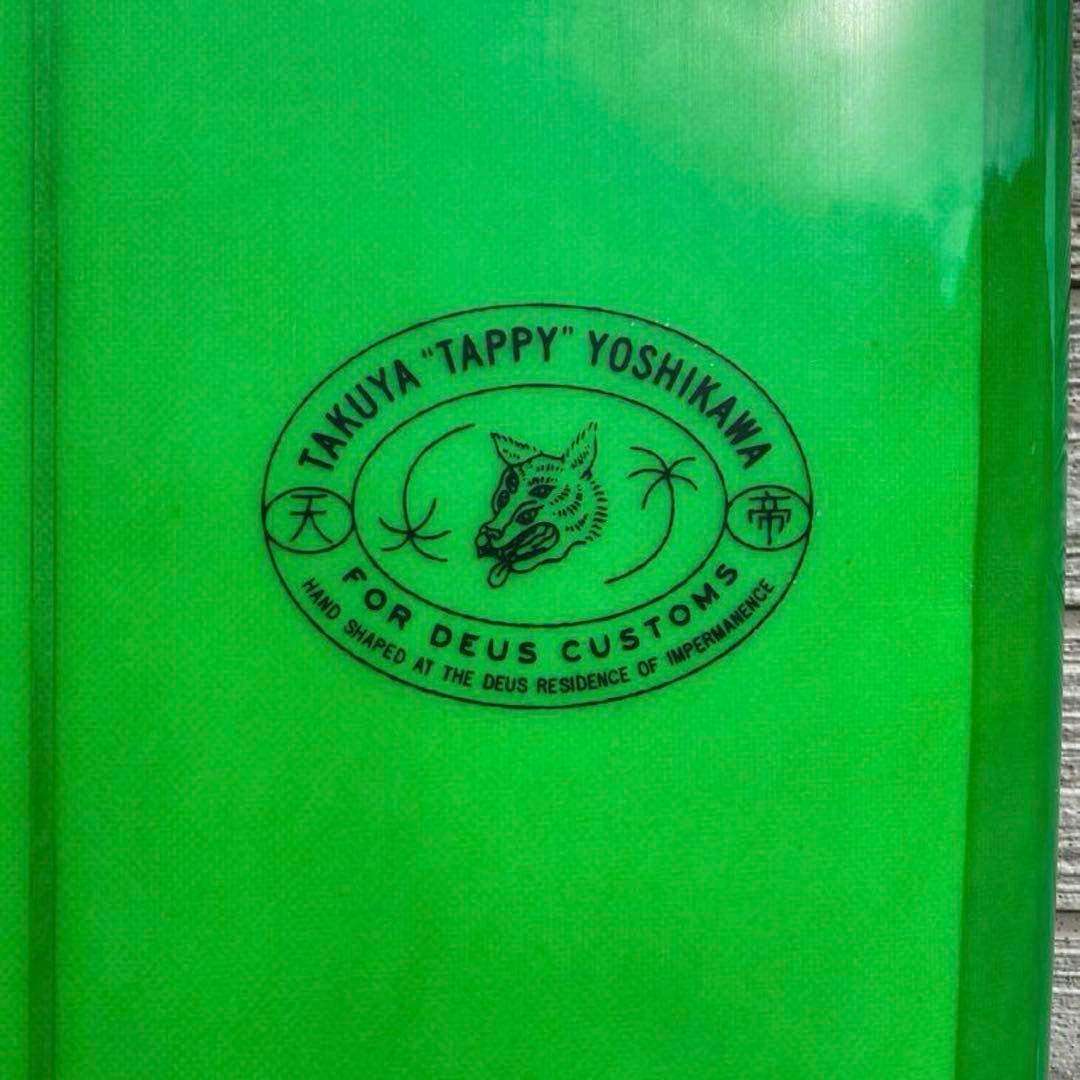 TAKUYA "TAPPY" YOSHIKAWA
天
帝
FOR DEUS CUSTOMS
HAND SHAPED AT THE DEUS RESIDENCE OF IMPERMANENCE